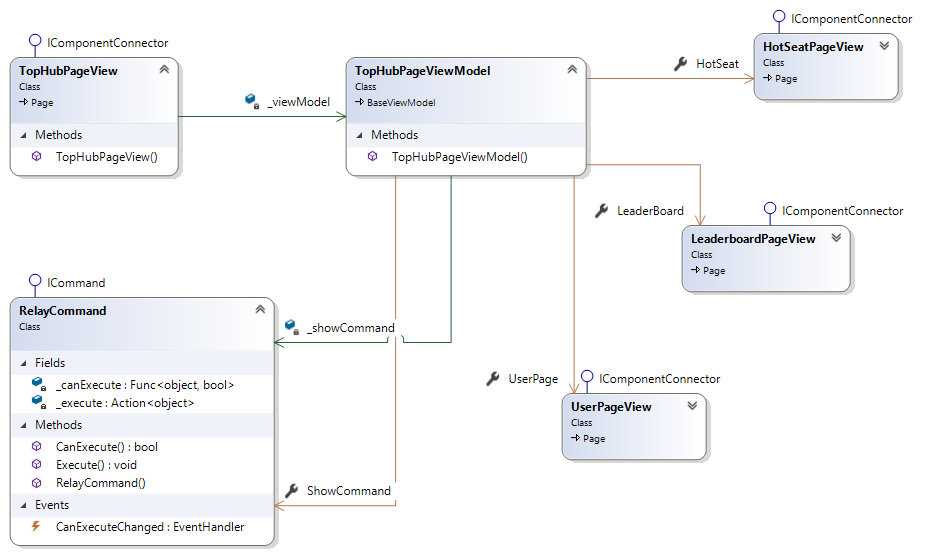 IComponentConnector
TopHubPageView
Class
Page
Methods
TopHubPageView()
_viewModel
TopHubPageViewModel
Class
BaseViewModel
Methods
TopHubPageViewModel()
HotSeat
IComponentConnector
HotSeatPageView
Class
Page
LeaderBoard
IComponentConnector
LeaderboardPageView
Class
Page
UserPage
IComponentConnector
UserPageView
Class
Page
ICommand
RelayCommand
Class
Fields
_canExecute : Func<object, bool>
_execute : Action<object>
Methods
CanExecute() : bool
Execute() : void
RelayCommand()
Events
CanExecuteChanged : EventHandler
_showCommand
ShowCommand